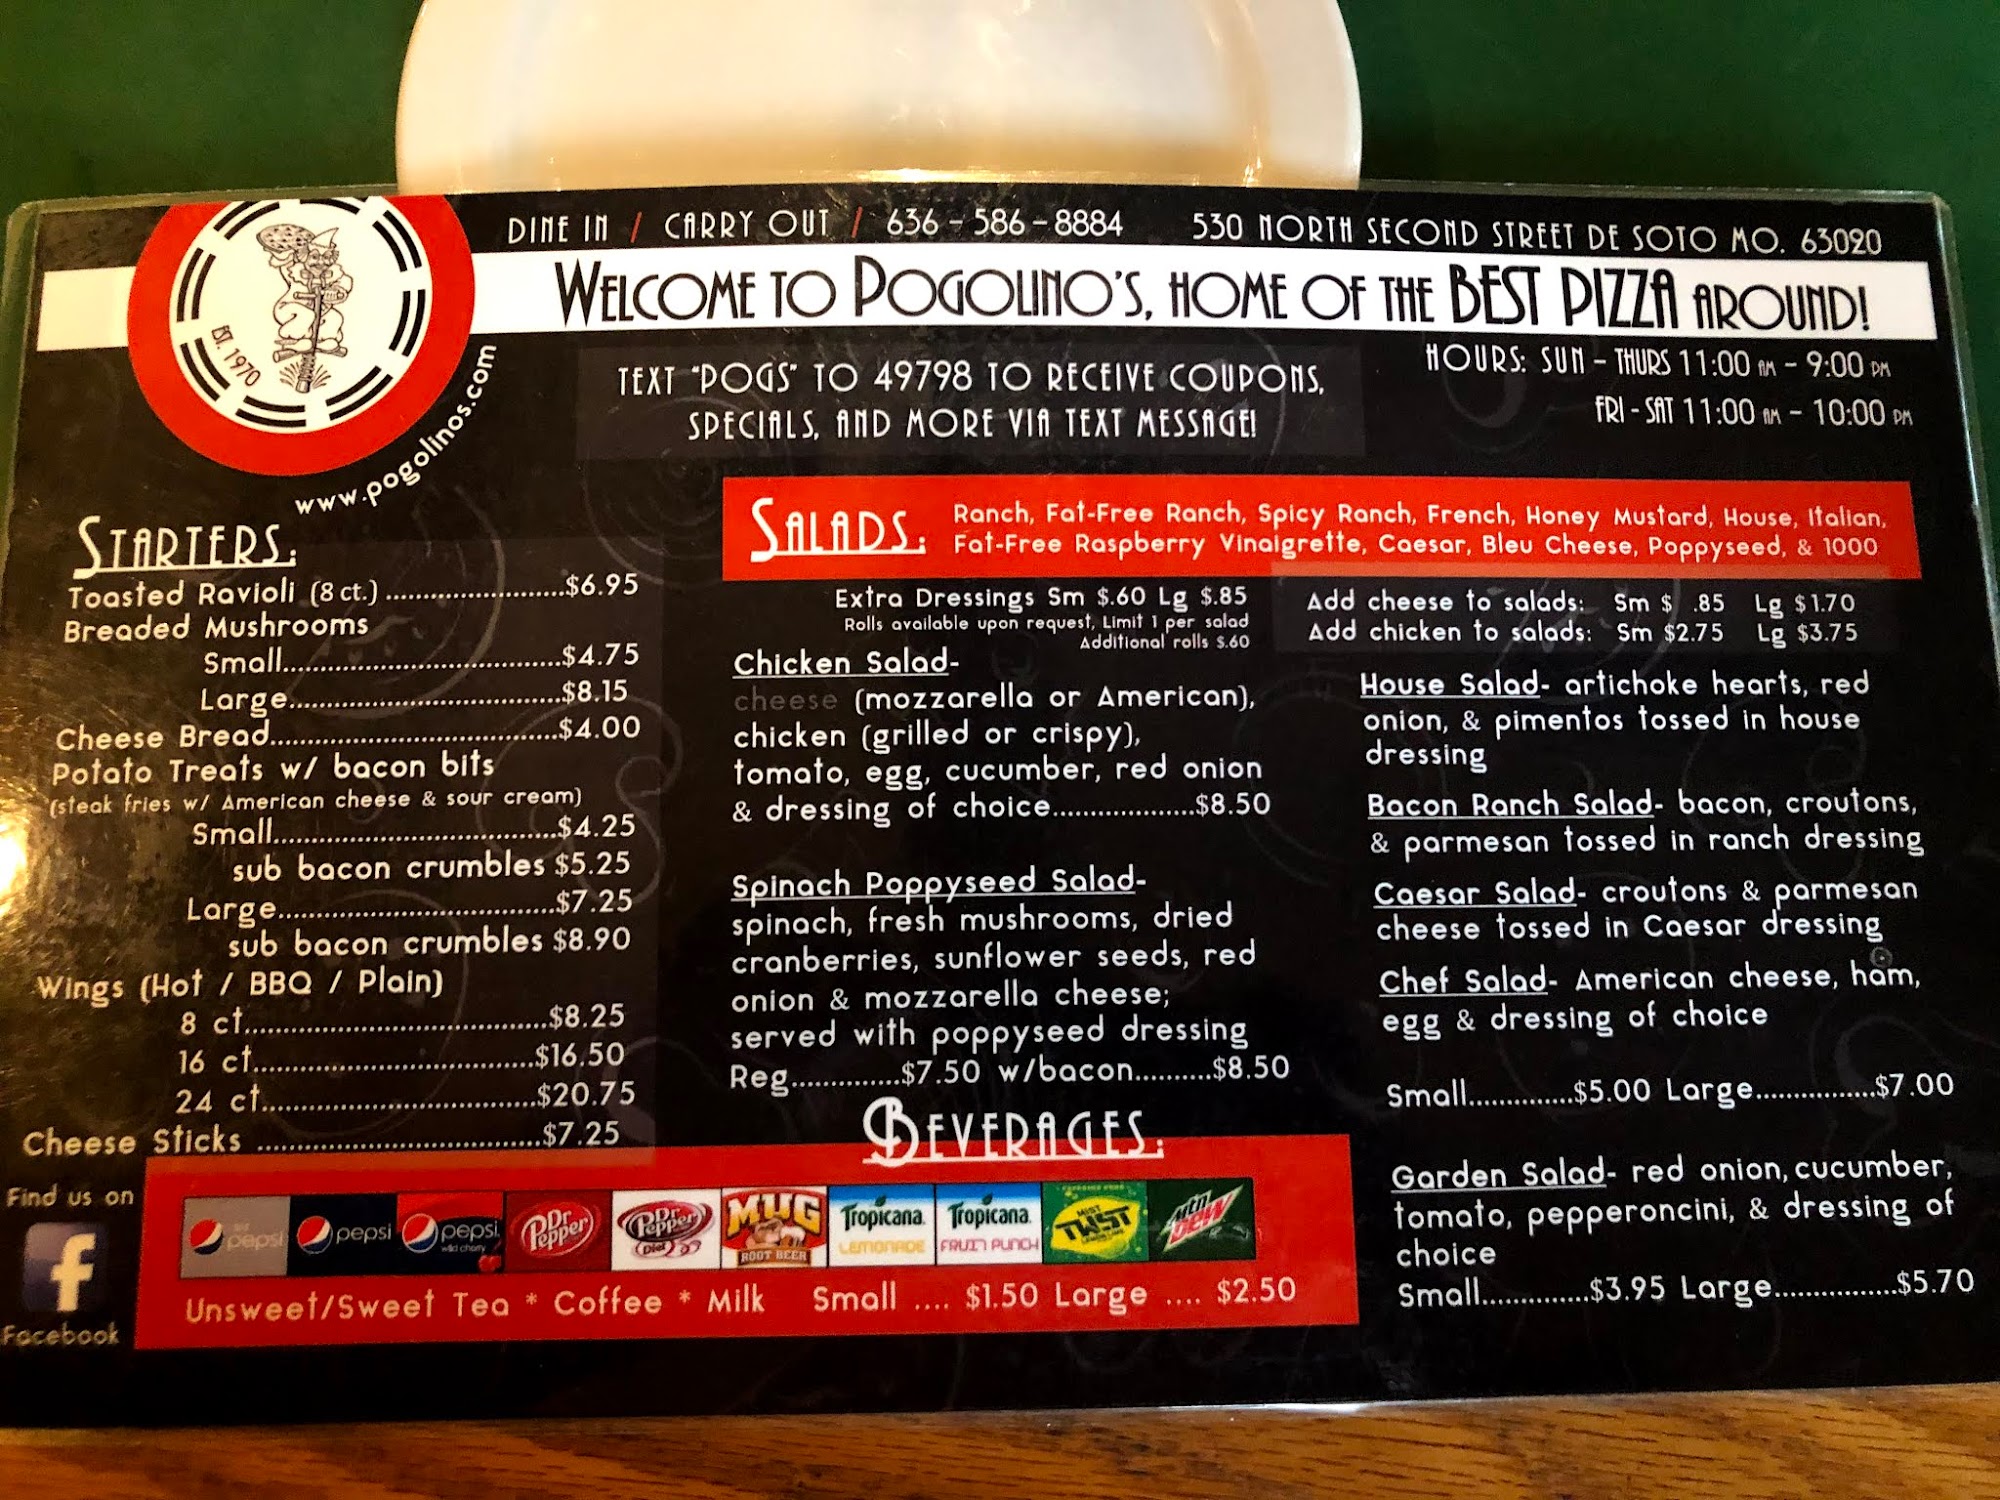 DINE IN / CARRY OUT / 636-586-8884 530 NORTH SECOND STREET DE SOTO MO. 63020
WELCOME TO POGOLINO'S, HOME OF THE BEST PIZZA AROUND!
EST. 1970
www.pogolinos.com
TEXT "POGS" TO 49798 TO RECEIVE COUPONS,
SPECIALS, AND MORE VIA TEXT MESSAGE!
HOURS: SUN - THURS 11:00 AM - 9:00 PM
FRI - SAT 11:00 AM - 10:00 PM
STARTERS:
Toasted Ravioli (8 ct.) .........................$6.95
Breaded Mushrooms
Small.......................................$4.75
Large......................................$8.15
Cheese Bread........................................$4.00
Potato Treats w/ bacon bits
(steak fries w/ American cheese & sour cream)
Small........................................$4.25
sub bacon crumbles $5.25
Large.......................................$7.25
sub bacon crumbles $8.90
Wings (Hot / BBQ / Plain)
8 ct..........................................$8.25
16 ct.......................................$16.50
24 ct......................................$20.75
Cheese Sticks .......................................$7.25
Find us on
f
Facebook
SALADS: Ranch, Fat-Free Ranch, Spicy Ranch, French, Honey Mustard, House, Italian,
Fat-Free Raspberry Vinaigrette, Caesar, Bleu Cheese, Poppyseed, & 1000
Extra Dressings Sm $.60 Lg $.85
Rolls available upon request, Limit 1 per salad
Additional rolls $.60
Add cheese to salads: Sm $ .85 Lg $1.70
Add chicken to salads: Sm $2.75 Lg $3.75
Chicken Salad-
cheese (mozzarella or American),
chicken (grilled or crispy),
tomato, egg, cucumber, red onion
& dressing of choice...................$8.50
Spinach Poppyseed Salad-
spinach, fresh mushrooms, dried
cranberries, sunflower seeds, red
onion & mozzarella cheese;
served with poppyseed dressing
Reg..............$7.50 w/bacon..........$8.50
House Salad- artichoke hearts, red
onion, & pimentos tossed in house
dressing
Bacon Ranch Salad- bacon, croutons,
& parmesan tossed in ranch dressing
Caesar Salad- croutons & parmesan
cheese tossed in Caesar dressing
Chef Salad- American cheese, ham,
egg & dressing of choice
Small..............$5.00 Large................$7.00
Garden Salad- red onion, cucumber,
tomato, pepperoncini, & dressing of
choice
Small..............$3.95 Large................$5.70
BEVERAGES:
diet pepsi pepsi pepsi wild cherry Dr Pepper Dr Pepper Diet MUG ROOT BEER Tropicana LEMONADE Tropicana FRUIT PUNCH MIST TWST mtn DEW
Unsweet/Sweet Tea * Coffee * Milk Small .... $1.50 Large .... $2.50